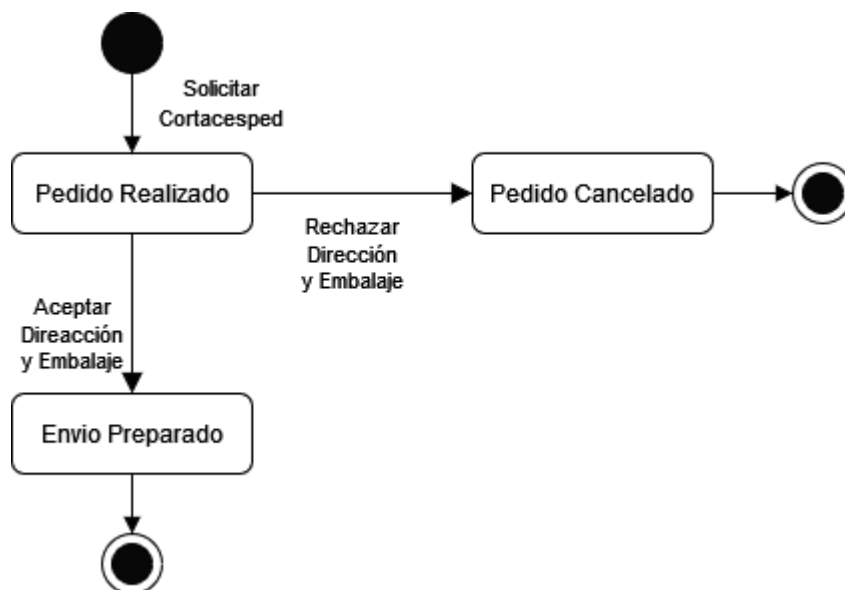 Solicitar
Cortacesped
Pedido Realizado
Pedido Cancelado
Rechazar
Dirección
y Embalaje
Aceptar
Direacción
y Embalaje
Envio Preparado